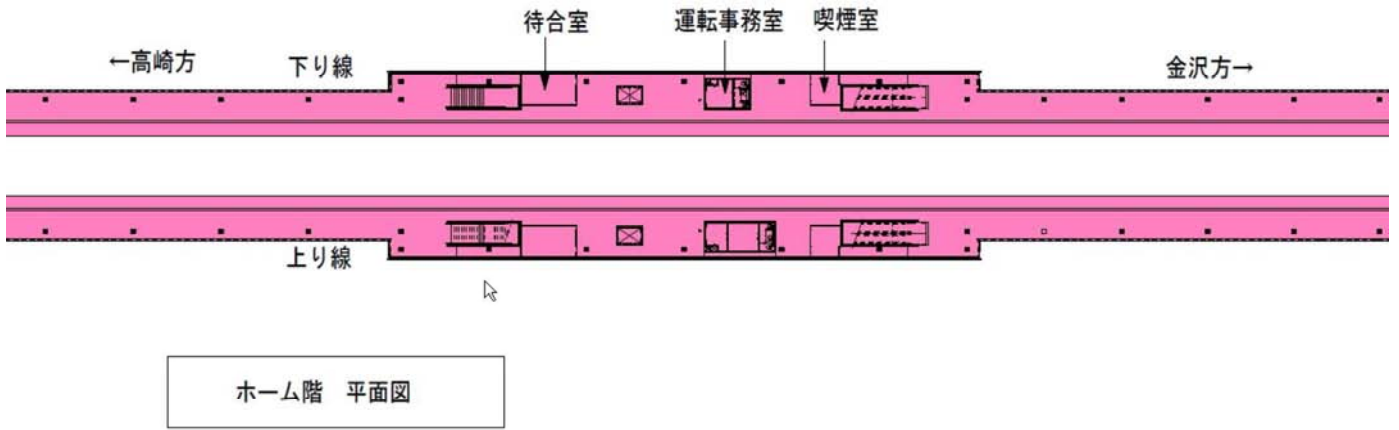 待合室
運転事務室
喫煙室
←高崎方
下り線
金沢方→
上り線
ホーム階　平面図